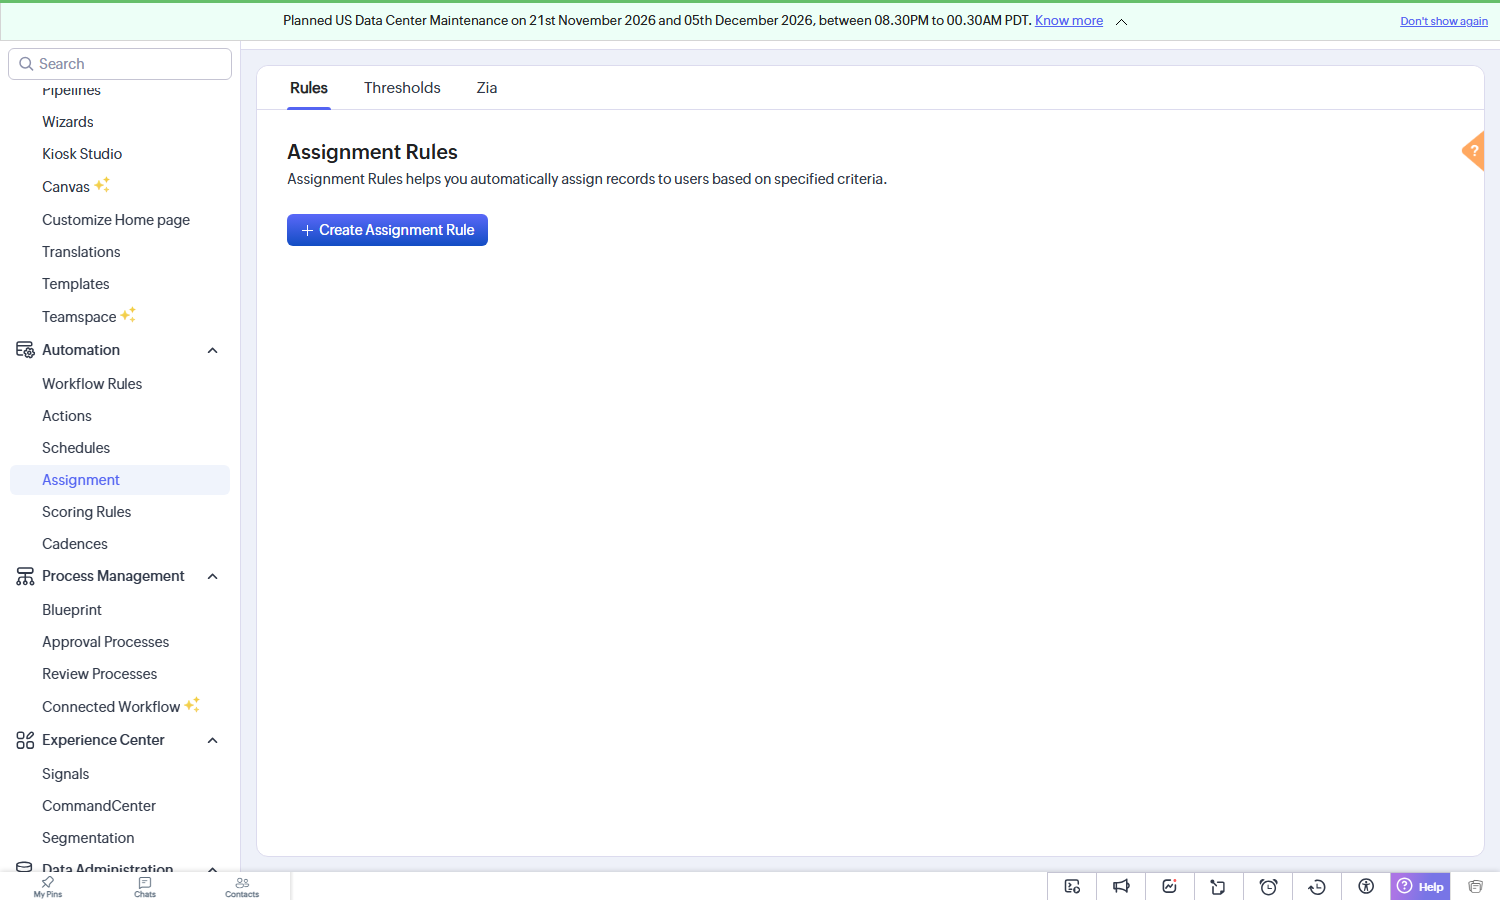 Planned US Data Center Maintenance on 21st November 2026 and 05th December 2026, between 08.30PM to 00.30AM PDT. Know more
Don't show again
Search
Pipelines
Wizards
Kiosk Studio
Canvas
Customize Home page
Translations
Templates
Teamspace
Automation
Workflow Rules
Actions
Schedules
Assignment
Scoring Rules
Cadences
Process Management
Blueprint
Approval Processes
Review Processes
Connected Workflow
Experience Center
Signals
CommandCenter
Segmentation
Data Administration
Rules Thresholds Zia
Assignment Rules
Assignment Rules helps you automatically assign records to users based on specified criteria.
Create Assignment Rule
?
My Pins Chats Contacts
Help